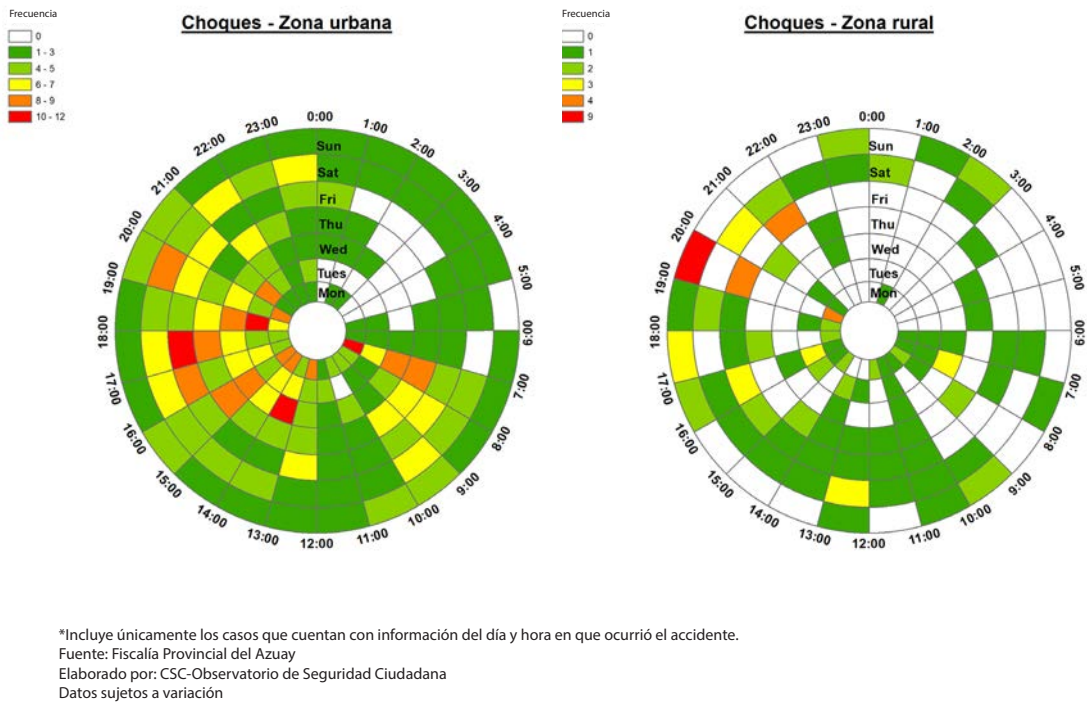 Frecuencia
0
1 - 3
4 - 5
6 - 7
8 - 9
10 - 12
Choques - Zona urbana
0:00
1:00
2:00
3:00
4:00
5:00
6:00
7:00
8:00
9:00
10:00
11:00
12:00
13:00
14:00
15:00
16:00
17:00
18:00
19:00
20:00
21:00
22:00
23:00
Sun
Sat
Fri
Thu
Wed
Tues
Mon
Frecuencia
0
1
2
3
4
9
Choques - Zona rural
0:00
1:00
2:00
3:00
4:00
5:00
6:00
7:00
8:00
9:00
10:00
11:00
12:00
13:00
14:00
15:00
16:00
17:00
18:00
19:00
20:00
21:00
22:00
23:00
Sun
Sat
Fri
Thu
Wed
Tues
Mon
*Incluye únicamente los casos que cuentan con información del día y hora en que ocurrió el accidente.
Fuente: Fiscalía Provincial del Azuay
Elaborado por: CSC-Observatorio de Seguridad Ciudadana
Datos sujetos a variación